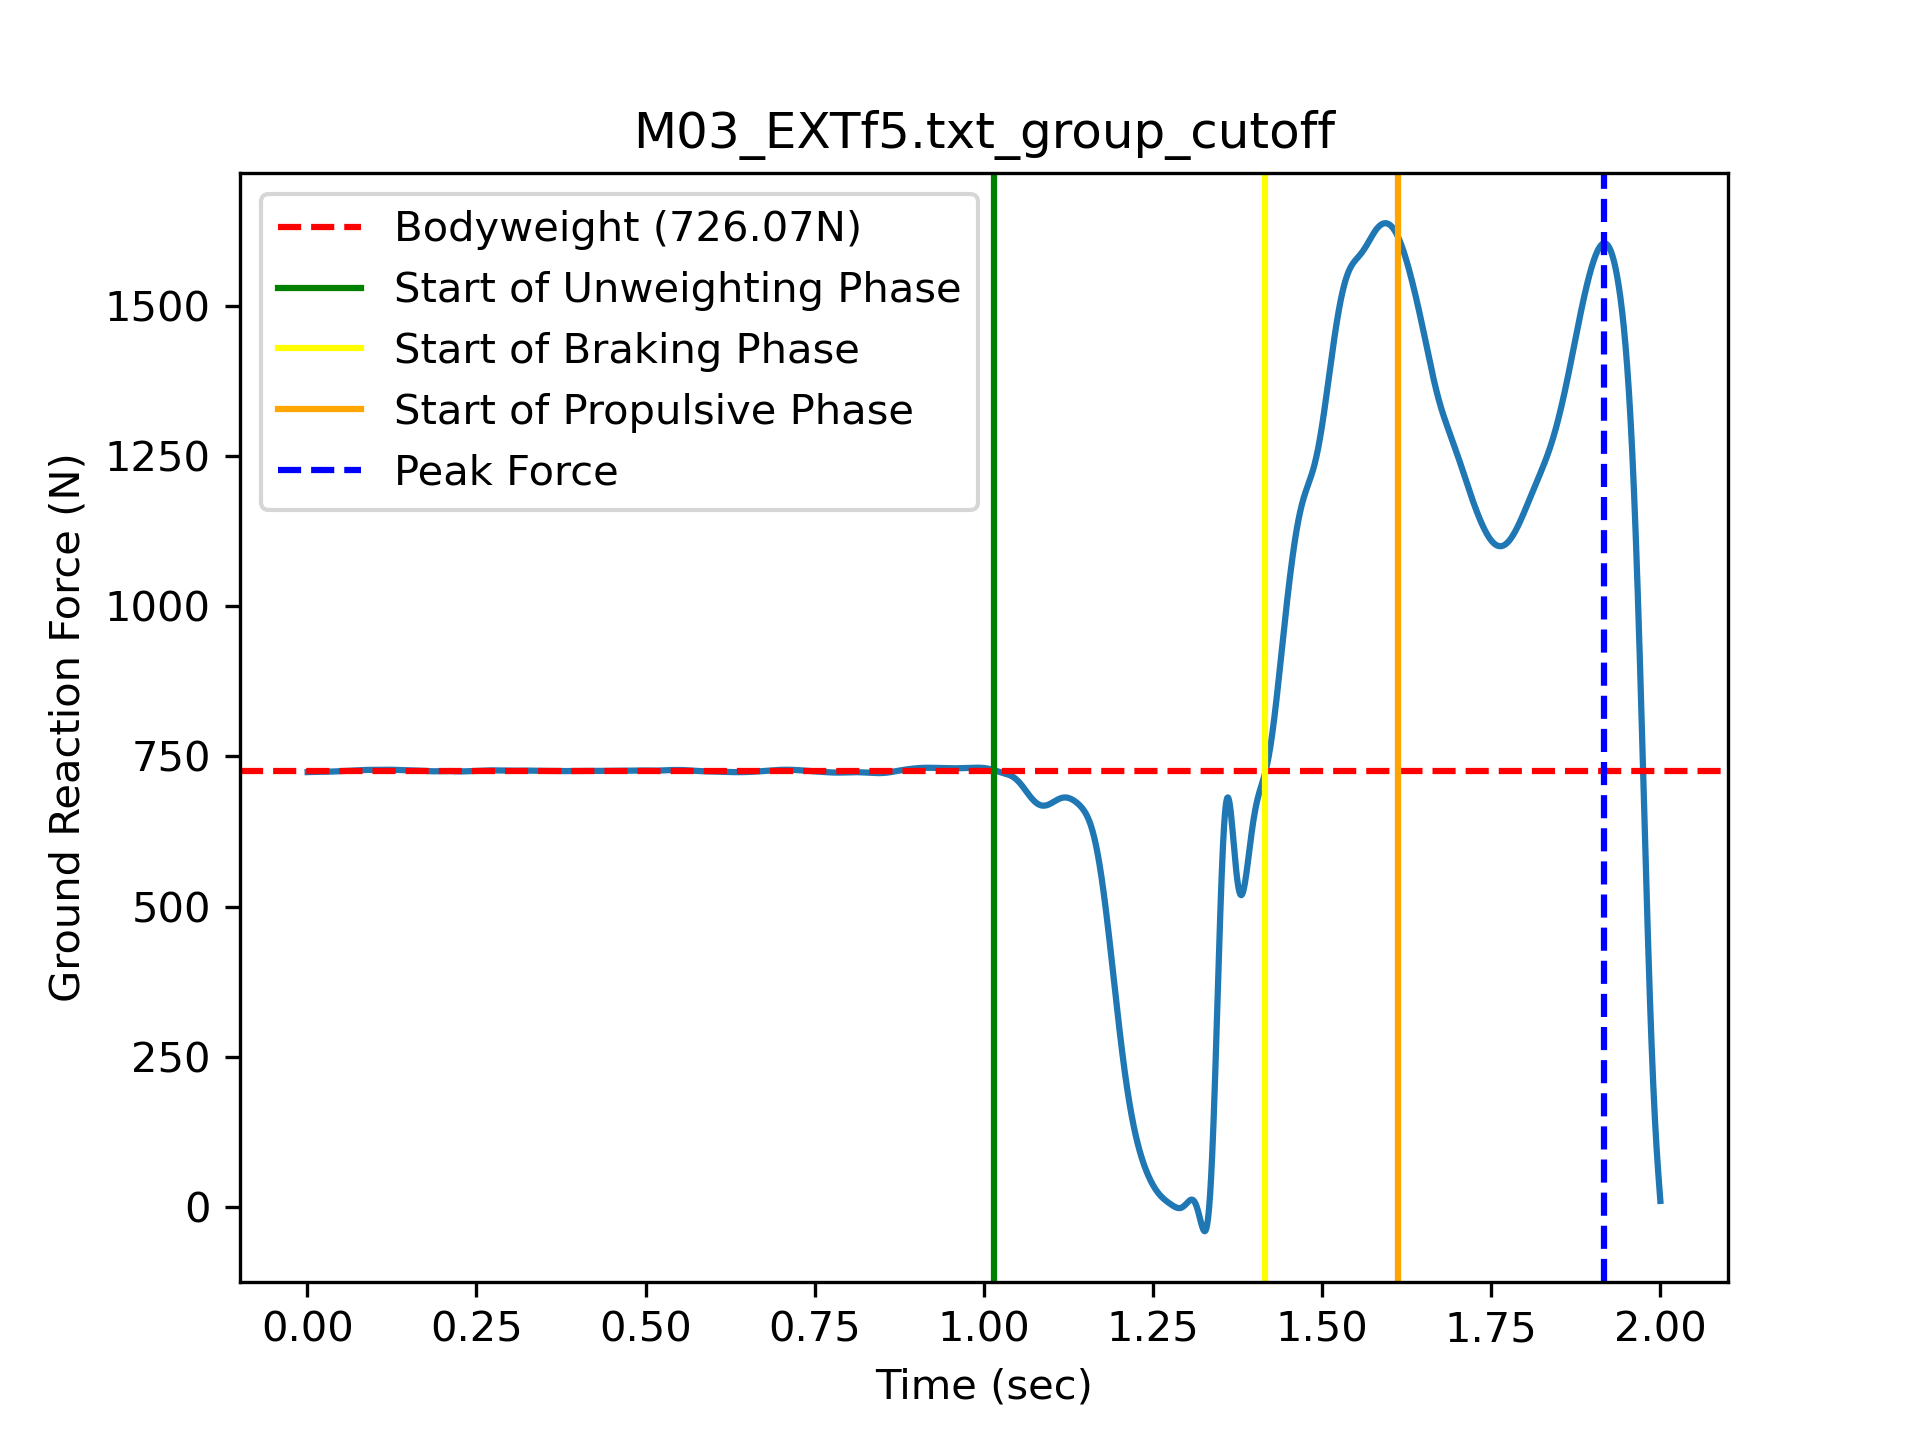 M03_EXTf5.txt_group_cutoff
Bodyweight (726.07N)
Start of Unweighting Phase
Start of Braking Phase
Start of Propulsive Phase
Peak Force
Ground Reaction Force (N)
1500
1250
1000
750
500
250
0
0.00 0.25 0.50 0.75 1.00 1.25 1.50 1.75 2.00
Time (sec)